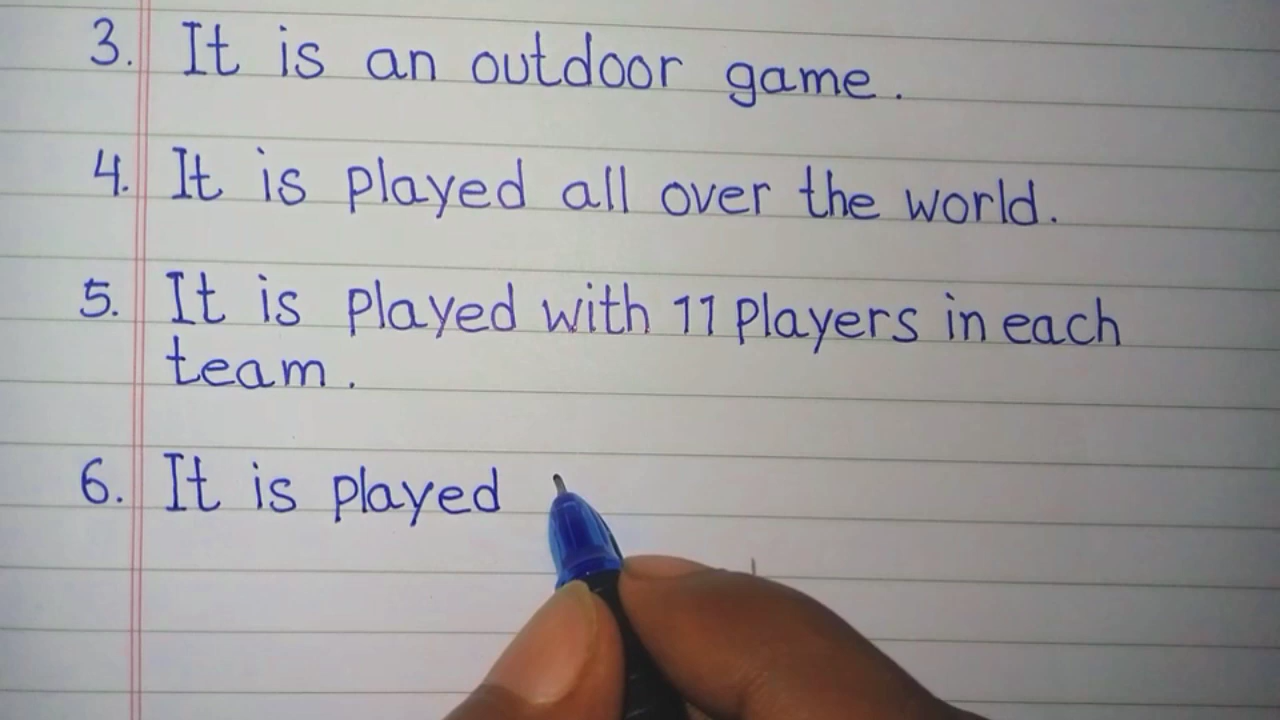 3. It is an outdoor game.
4. It is played all over the world.
5. It is played with 11 players in each
team.
6. It is played